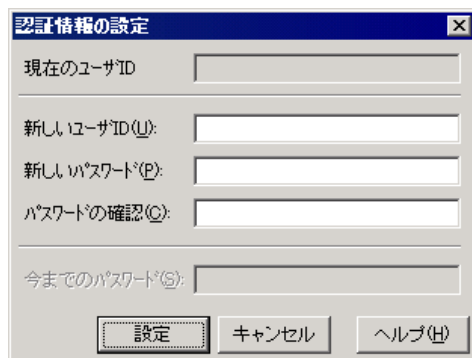 認証情報の設定
現在のﾕｰｻﾞID
新しいﾕｰｻﾞID(U):
新しいﾊﾟｽﾜｰﾄﾞ(P):
ﾊﾟｽﾜｰﾄﾞの確認(C):
今までのﾊﾟｽﾜｰﾄﾞ(S):
設定 キャンセル ヘルプ(H)